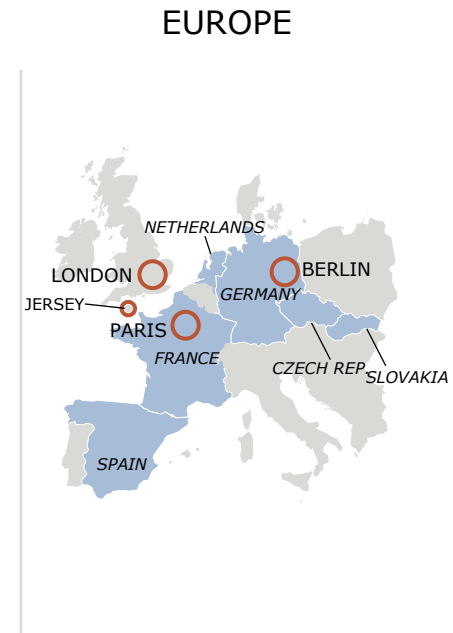 EUROPE
NETHERLANDS
LONDON
BERLIN
GERMANY
JERSEY
PARIS
FRANCE
CZECH REP.
SLOVAKIA
SPAIN